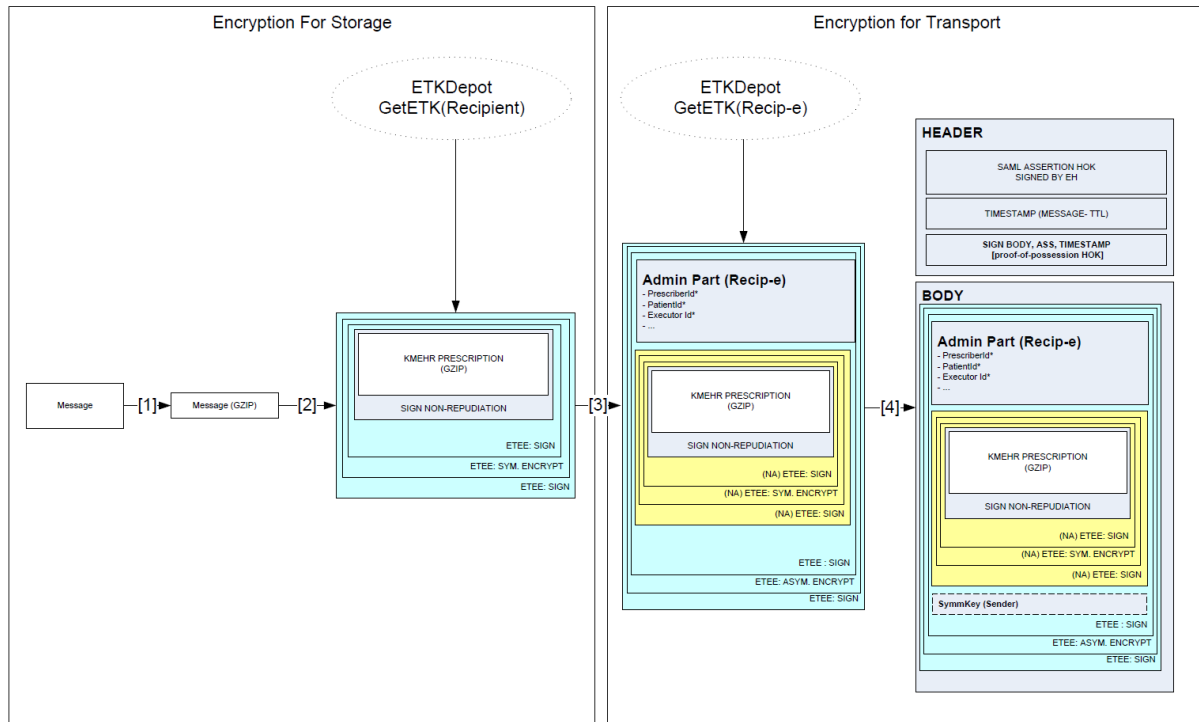 Encryption For Storage
Encryption for Transport
ETKDepot
GetETK(Recipient)
ETKDepot
GetETK(Recip-e)
Message
[1]
Message (GZIP)
[2]
KMEHR PRESCRIPTION
(GZIP)
SIGN NON-REPUDIATION
ETEE: SIGN
ETEE: SYM. ENCRYPT
ETEE: SIGN
[3]
Admin Part (Recip-e)
- PrescriberId*
- PatientId*
- Executor Id*
- ...
KMEHR PRESCRIPTION
(GZIP)
SIGN NON-REPUDIATION
(NA) ETEE: SIGN
(NA) ETEE: SYM. ENCRYPT
(NA) ETEE: SIGN
ETEE : SIGN
ETEE: ASYM. ENCRYPT
ETEE: SIGN
[4]
HEADER
SAML ASSERTION HOK
SIGNED BY EH
TIMESTAMP (MESSAGE- TTL)
SIGN BODY, ASS, TIMESTAMP
[proof-of-possession HOK]
BODY
Admin Part (Recip-e)
- PrescriberId*
- PatientId*
- Executor Id*
- ...
KMEHR PRESCRIPTION
(GZIP)
SIGN NON-REPUDIATION
(NA) ETEE: SIGN
(NA) ETEE: SYM. ENCRYPT
(NA) ETEE: SIGN
SymmKey (Sender)
ETEE : SIGN
ETEE: ASYM. ENCRYPT
ETEE: SIGN